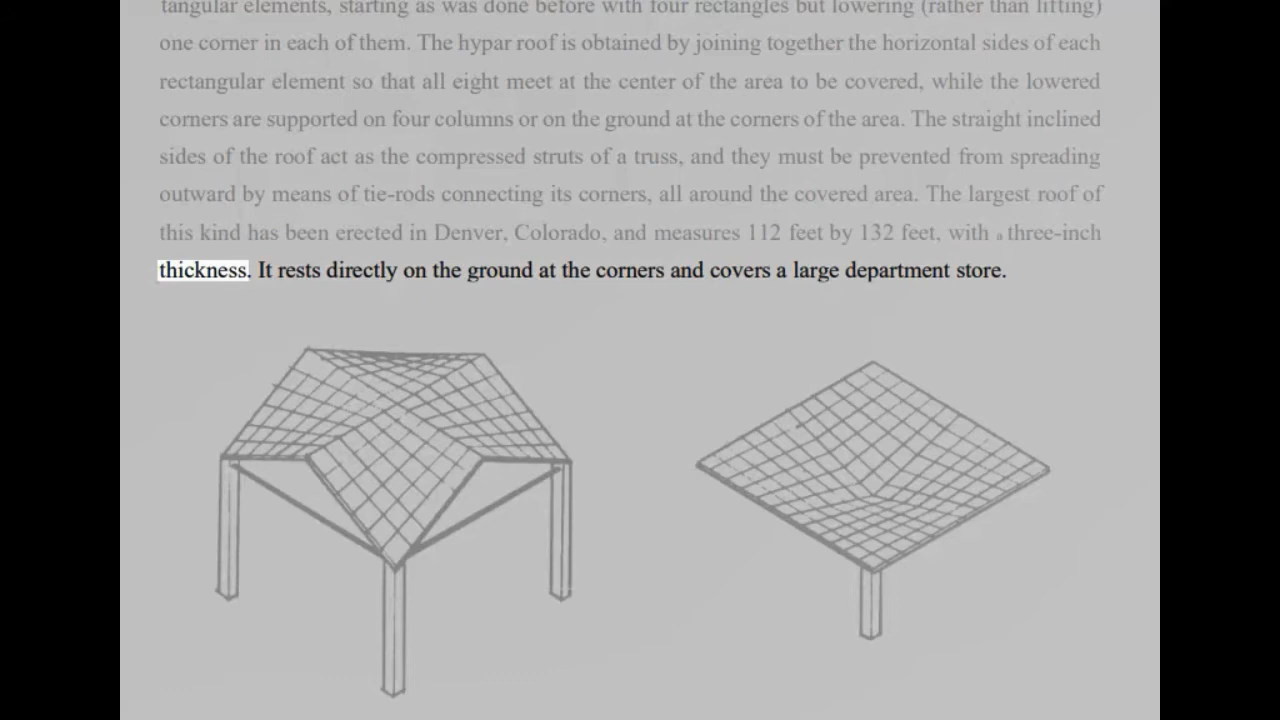 tangular elements, starting as was done before with four rectangles but lowering (rather than lifting)
one corner in each of them. The hypar roof is obtained by joining together the horizontal sides of each
rectangular element so that all eight meet at the center of the area to be covered, while the lowered
corners are supported on four columns or on the ground at the corners of the area. The straight inclined
sides of the roof act as the compressed struts of a truss, and they must be prevented from spreading
outward by means of tie-rods connecting its corners, all around the covered area. The largest roof of
this kind has been erected in Denver, Colorado, and measures 112 feet by 132 feet, with a three-inch
thickness. It rests directly on the ground at the corners and covers a large department store.